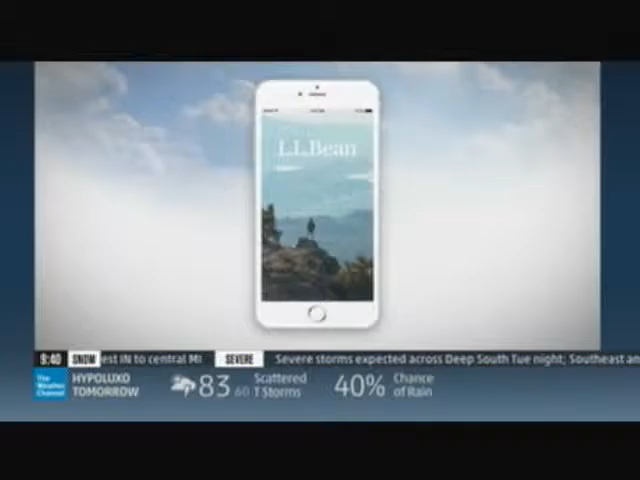 L.L.Bean
9:40 SNOW est IN to central MI SEVERE Severe storms expected across Deep South Tue night; Southeast an
The
Weather
Channel
HYPOLUXO
TOMORROW
83 60
Scattered
T Storms
40%
Chance
of Rain